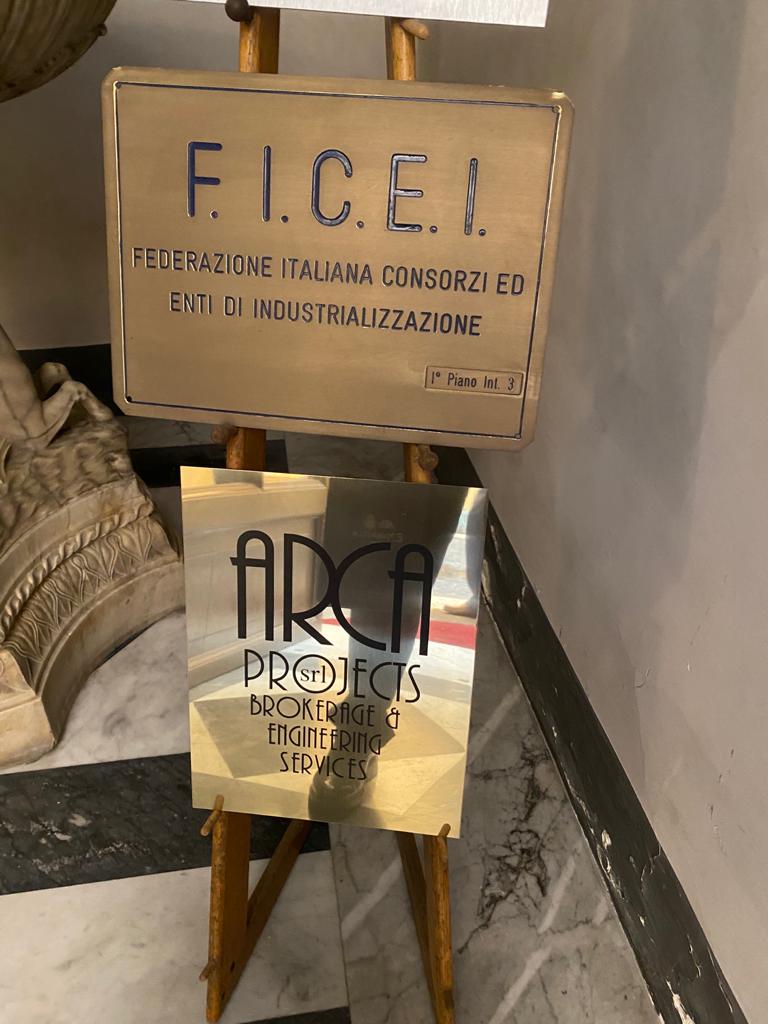 F.I.C.E.I.
FEDERAZIONE ITALIANA CONSORZI ED
ENTI DI INDUSTRIALIZZAZIONE
I° Piano Int. 3
ARCA
PROJECTS
srl
BROKERAGE &
ENGINEERING
SERVICES